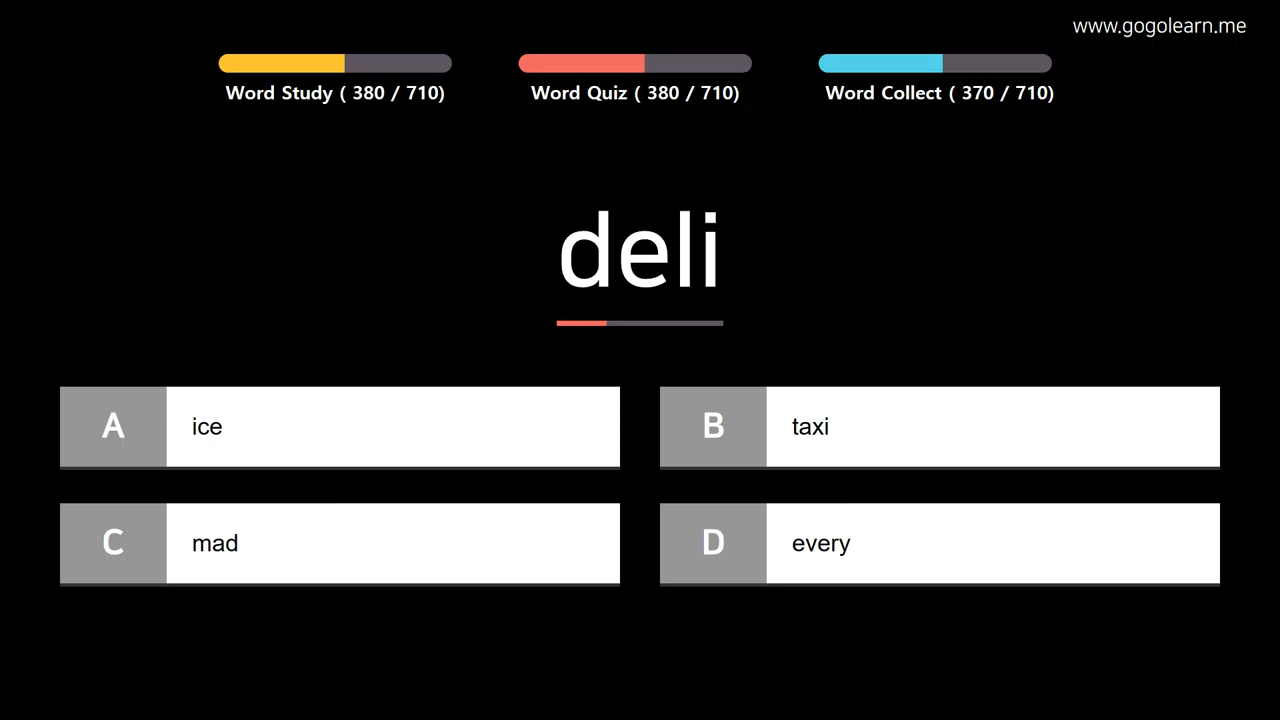 www.gogolearn.me
Word Study ( 380 / 710)
Word Quiz ( 380 / 710)
Word Collect ( 370 / 710)
deli
A ice
B taxi
C mad
D every